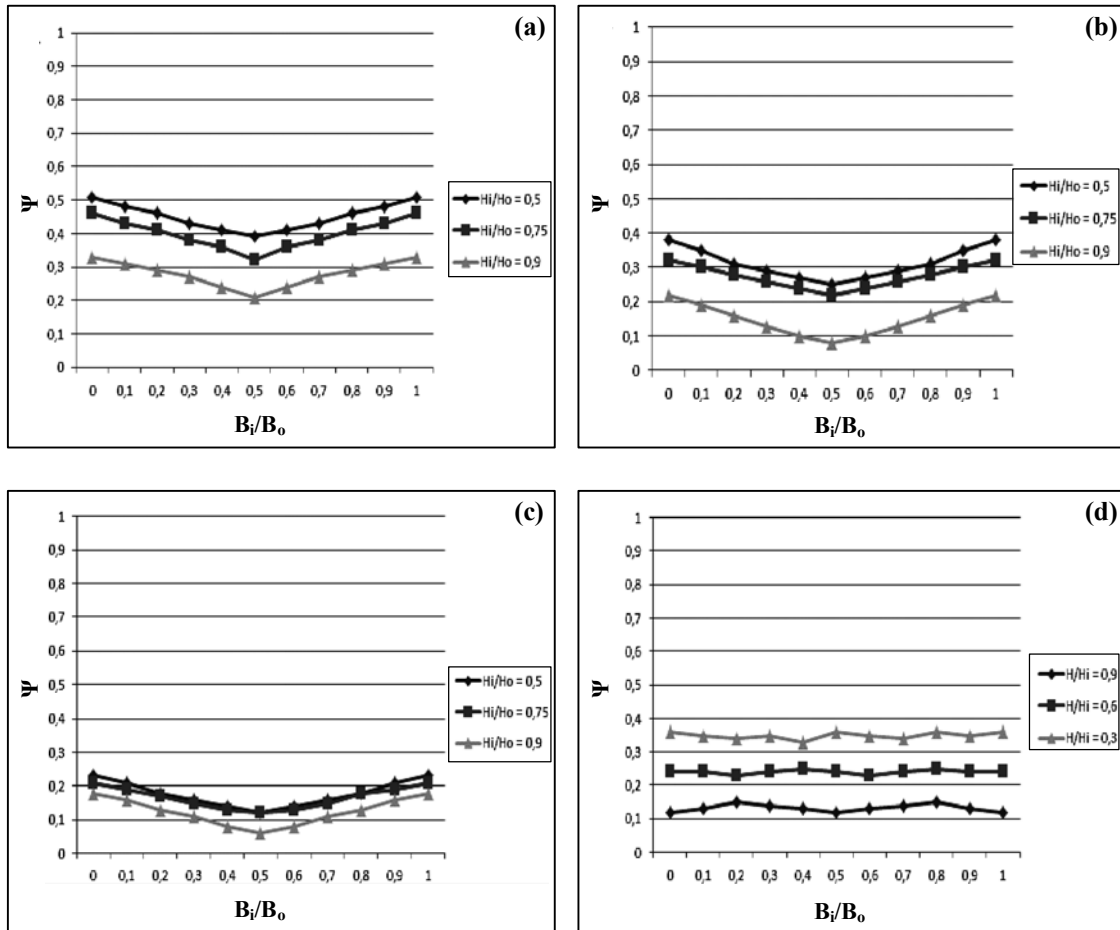 (a)
1
0,9
0,8
0,7
0,6
0,5
0,4
0,3
0,2
0,1
0
Ψ
0 0,1 0,2 0,3 0,4 0,5 0,6 0,7 0,8 0,9 1
Bi/Bo
Hi/Ho = 0,5
Hi/Ho = 0,75
Hi/Ho = 0,9
(b)
1
0,9
0,8
0,7
0,6
0,5
0,4
0,3
0,2
0,1
0
Ψ
0 0,1 0,2 0,3 0,4 0,5 0,6 0,7 0,8 0,9 1
Bi/Bo
Hi/Ho = 0,5
Hi/Ho = 0,75
Hi/Ho = 0,9
(c)
1
0,9
0,8
0,7
0,6
0,5
0,4
0,3
0,2
0,1
0
Ψ
0 0,1 0,2 0,3 0,4 0,5 0,6 0,7 0,8 0,9 1
Bi/Bo
Hi/Ho = 0,5
Hi/Ho = 0,75
Hi/Ho = 0,9
(d)
1
0,9
0,8
0,7
0,6
0,5
0,4
0,3
0,2
0,1
0
Ψ
0 0,1 0,2 0,3 0,4 0,5 0,6 0,7 0,8 0,9 1
Bi/Bo
H/Hi = 0,9
H/Hi = 0,6
H/Hi = 0,3